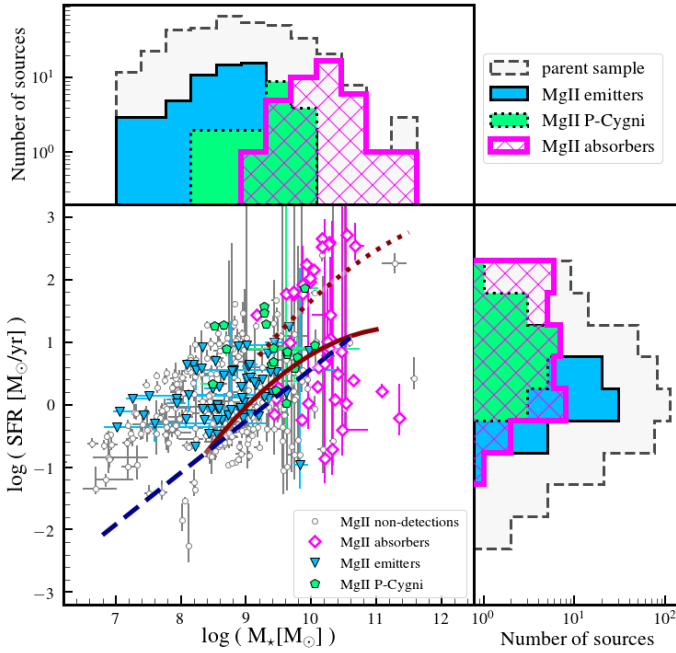 Number of sources
10¹
10⁰
parent sample
MgII emitters
MgII P-Cygni
MgII absorbers
log ( SFR [M⊙/yr] )
3
2
1
0
−1
−2
−3
MgII non-detections
MgII absorbers
MgII emitters
MgII P-Cygni
7 8 9 10 11 12
log ( M⋆[M⊙] )
10⁰ 10¹ 10²
Number of sources